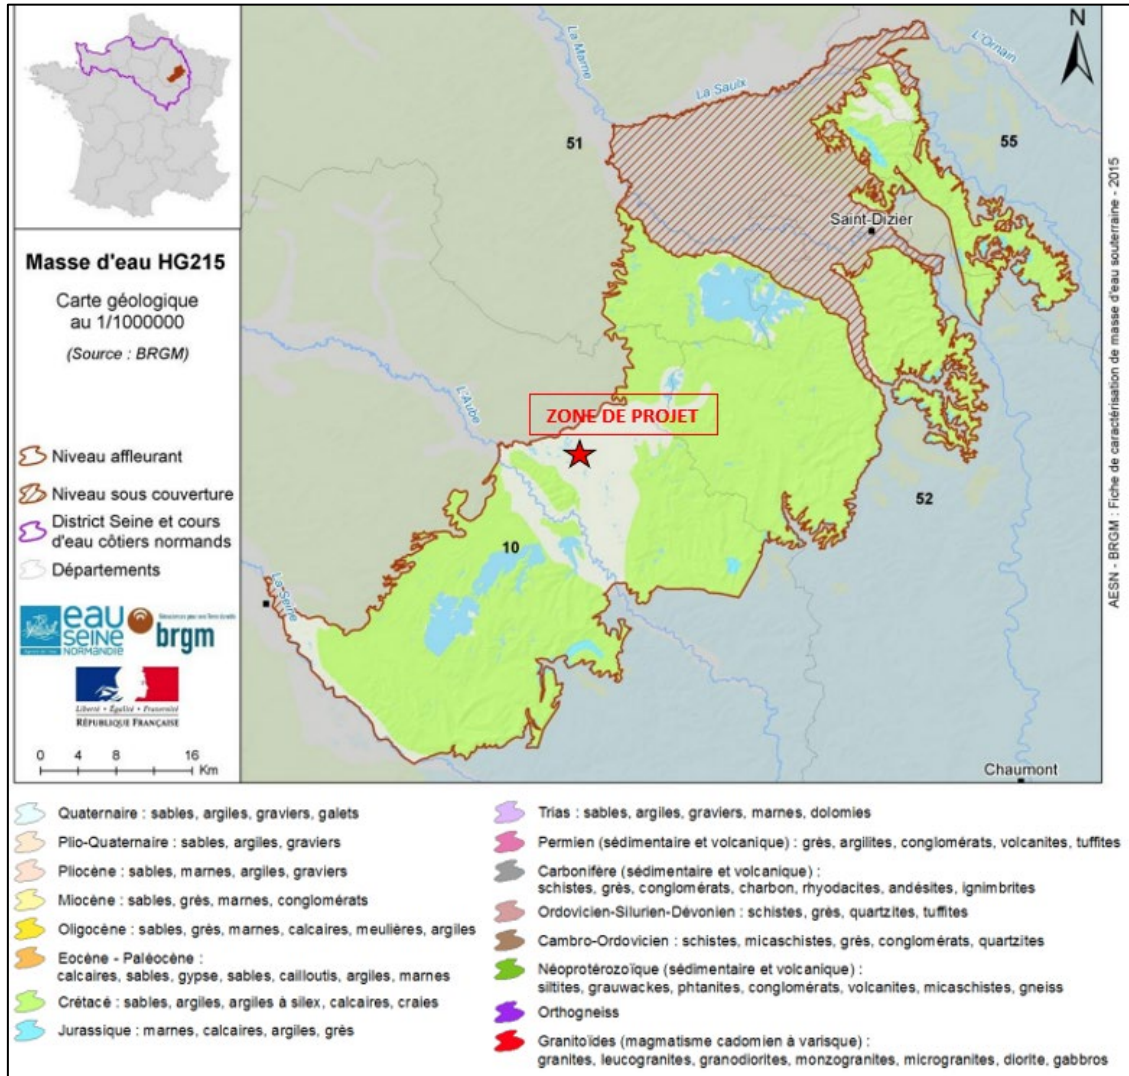 Masse d'eau HG215
Carte géologique
au 1/1000000
(Source : BRGM)
Niveau affleurant
Niveau sous couverture
District Seine et cours
d'eau côtiers normands
Départements
eau
SEINE
NORMANDIE
brgm
Liberté • Égalité • Fraternité
RÉPUBLIQUE FRANÇAISE
0 4 8 16
Km
N
La Marne
La Saulx
L'Ornain
51
55
Saint-Dizier
L'Aube
ZONE DE PROJET
52
10
La Seine
Chaumont
AESN - BRGM : Fiche de caractérisation de masse d'eau souterraine - 2015
Quaternaire : sables, argiles, graviers, galets
Plio-Quaternaire : sables, argiles, graviers
Pliocène : sables, marnes, argiles, graviers
Miocène : sables, grès, marnes, conglomérats
Oligocène : sables, grès, marnes, calcaires, meulières, argiles
Eocène - Paléocène :
calcaires, sables, gypse, sables, cailloutis, argiles, marnes
Crétacé : sables, argiles, argiles à silex, calcaires, craies
Jurassique : marnes, calcaires, argiles, grès
Trias : sables, argiles, graviers, marnes, dolomies
Permien (sédimentaire et volcanique) : grès, argilites, conglomérats, volcanites, tuffites
Carbonifère (sédimentaire et volcanique) :
schistes, grès, conglomérats, charbon, rhyodacites, andésites, ignimbrites
Ordovicien-Silurien-Dévonien : schistes, grès, quartzites, tuffites
Cambro-Ordovicien : schistes, micaschistes, grès, conglomérats, quartzites
Néoprotérozoïque (sédimentaire et volcanique) :
siltites, grauwackes, phtanites, conglomérats, volcanites, micaschistes, gneiss
Orthogneiss
Granitoïdes (magmatisme cadomien à varisque) :
granites, leucogranites, granodiorites, monzogranites, microgranites, diorite, gabbros